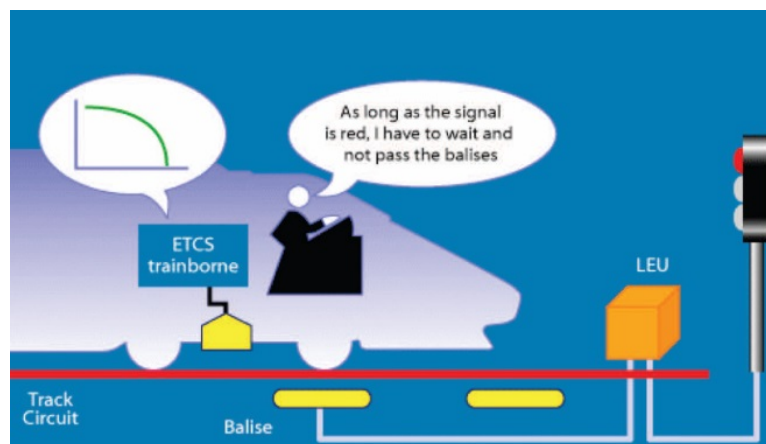 As long as the signal
is red, I have to wait and
not pass the balises
ETCS
trainborne
LEU
Track
Circuit
Balise